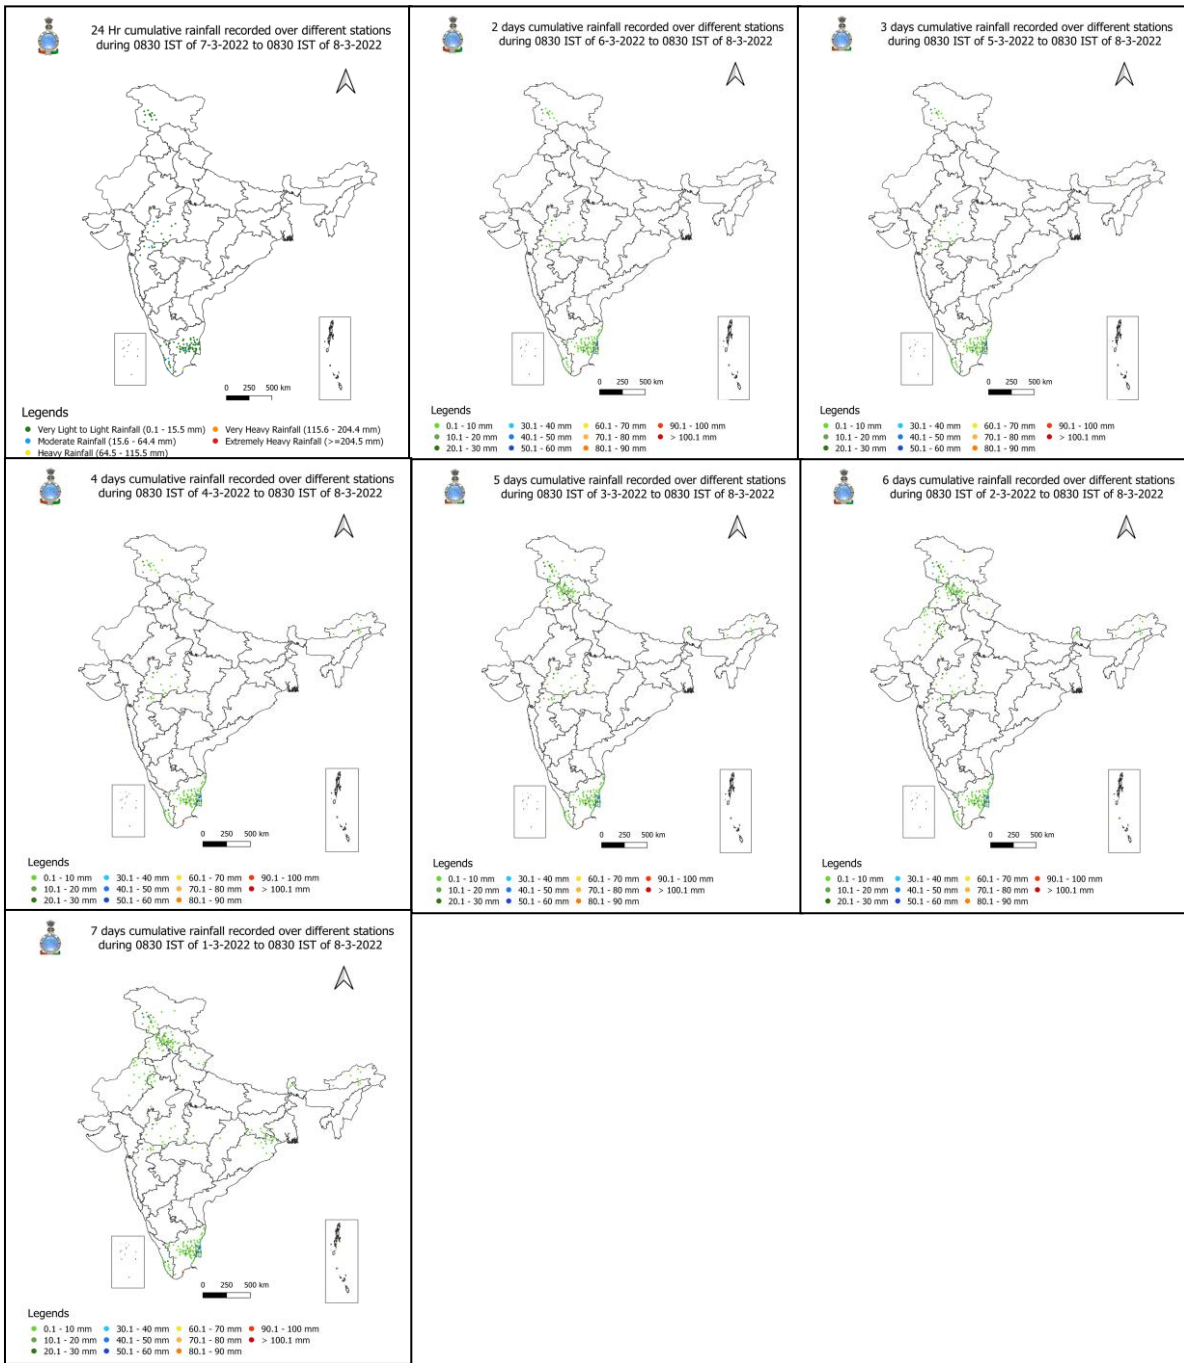 24 Hr cumulative rainfall recorded over different stations
during 0830 IST of 7-3-2022 to 0830 IST of 8-3-2022
0 250 500 km
Legends
Very Light to Light Rainfall (0.1 - 15.5 mm) Very Heavy Rainfall (115.6 - 204.4 mm)
Moderate Rainfall (15.6 - 64.4 mm) Extremely Heavy Rainfall (>=204.5 mm)
Heavy Rainfall (64.5 - 115.5 mm)
2 days cumulative rainfall recorded over different stations
during 0830 IST of 6-3-2022 to 0830 IST of 8-3-2022
0 250 500 km
Legends
0.1 - 10 mm 30.1 - 40 mm 60.1 - 70 mm 90.1 - 100 mm
10.1 - 20 mm 40.1 - 50 mm 70.1 - 80 mm > 100.1 mm
20.1 - 30 mm 50.1 - 60 mm 80.1 - 90 mm
3 days cumulative rainfall recorded over different stations
during 0830 IST of 5-3-2022 to 0830 IST of 8-3-2022
0 250 500 km
Legends
0.1 - 10 mm 30.1 - 40 mm 60.1 - 70 mm 90.1 - 100 mm
10.1 - 20 mm 40.1 - 50 mm 70.1 - 80 mm > 100.1 mm
20.1 - 30 mm 50.1 - 60 mm 80.1 - 90 mm
4 days cumulative rainfall recorded over different stations
during 0830 IST of 4-3-2022 to 0830 IST of 8-3-2022
0 250 500 km
Legends
0.1 - 10 mm 30.1 - 40 mm 60.1 - 70 mm 90.1 - 100 mm
10.1 - 20 mm 40.1 - 50 mm 70.1 - 80 mm > 100.1 mm
20.1 - 30 mm 50.1 - 60 mm 80.1 - 90 mm
5 days cumulative rainfall recorded over different stations
during 0830 IST of 3-3-2022 to 0830 IST of 8-3-2022
0 250 500 km
Legends
0.1 - 10 mm 30.1 - 40 mm 60.1 - 70 mm 90.1 - 100 mm
10.1 - 20 mm 40.1 - 50 mm 70.1 - 80 mm > 100.1 mm
20.1 - 30 mm 50.1 - 60 mm 80.1 - 90 mm
6 days cumulative rainfall recorded over different stations
during 0830 IST of 2-3-2022 to 0830 IST of 8-3-2022
0 250 500 km
Legends
0.1 - 10 mm 30.1 - 40 mm 60.1 - 70 mm 90.1 - 100 mm
10.1 - 20 mm 40.1 - 50 mm 70.1 - 80 mm > 100.1 mm
20.1 - 30 mm 50.1 - 60 mm 80.1 - 90 mm
7 days cumulative rainfall recorded over different stations
during 0830 IST of 1-3-2022 to 0830 IST of 8-3-2022
0 250 500 km
Legends
0.1 - 10 mm 30.1 - 40 mm 60.1 - 70 mm 90.1 - 100 mm
10.1 - 20 mm 40.1 - 50 mm 70.1 - 80 mm > 100.1 mm
20.1 - 30 mm 50.1 - 60 mm 80.1 - 90 mm